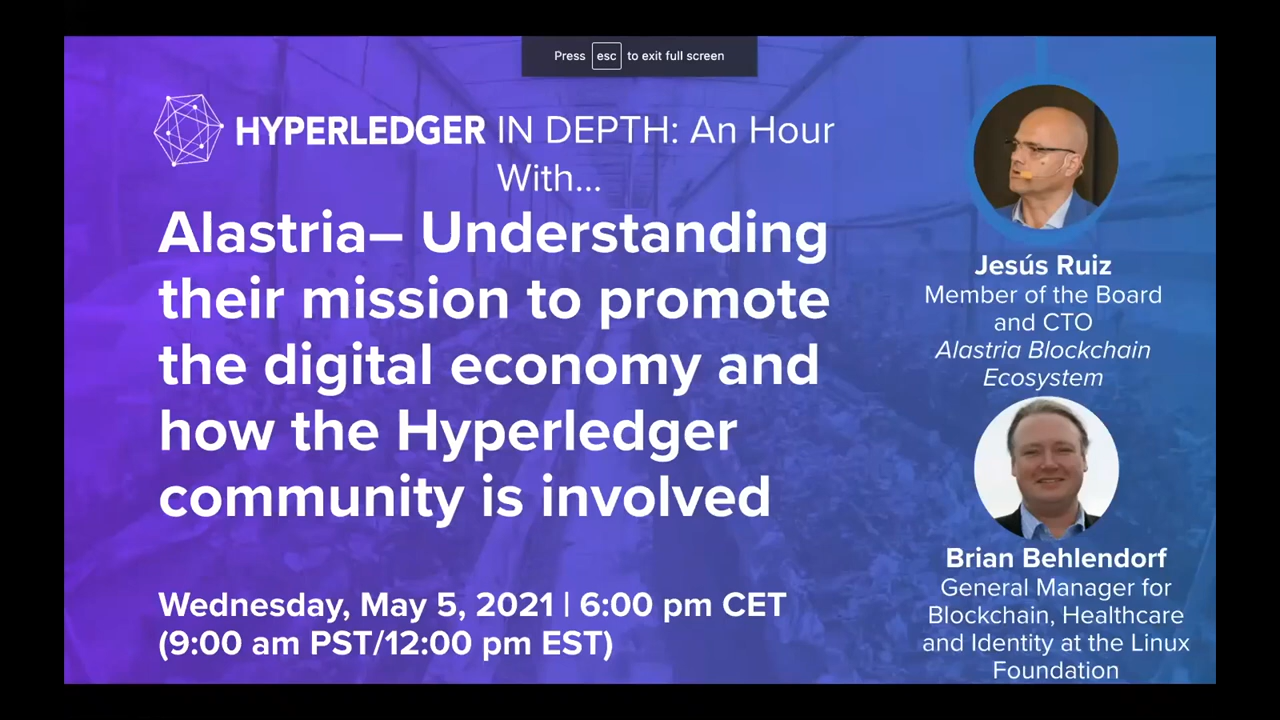 Press esc to exit full screen
HYPERLEDGER IN DEPTH: An Hour
With...
Alastria– Understanding
their mission to promote
the digital economy and
how the Hyperledger
community is involved
Wednesday, May 5, 2021 | 6:00 pm CET
(9:00 am PST/12:00 pm EST)
Jesús Ruiz
Member of the Board
and CTO
Alastria Blockchain
Ecosystem
Brian Behlendorf
General Manager for
Blockchain, Healthcare
and Identity at the Linux
Foundation